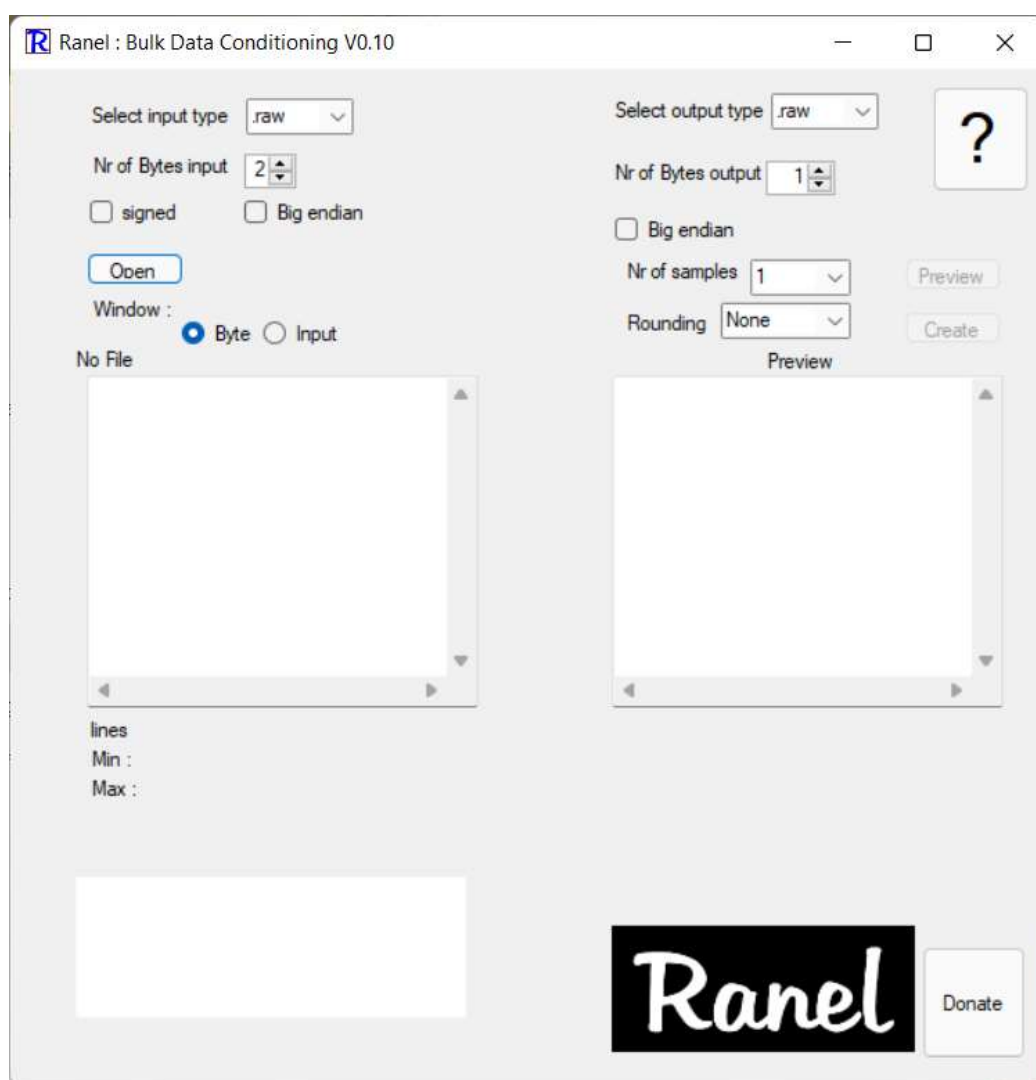 Ranel : Bulk Data Conditioning V0.10
Select input type .raw
Nr of Bytes input 2
signed Big endian
Open
Window :
Byte Input
No File
lines
Min :
Max :
Select output type .raw
?
Nr of Bytes output 1
Big endian
Nr of samples 1 Preview
Rounding None Create
Preview
Ranel
Donate